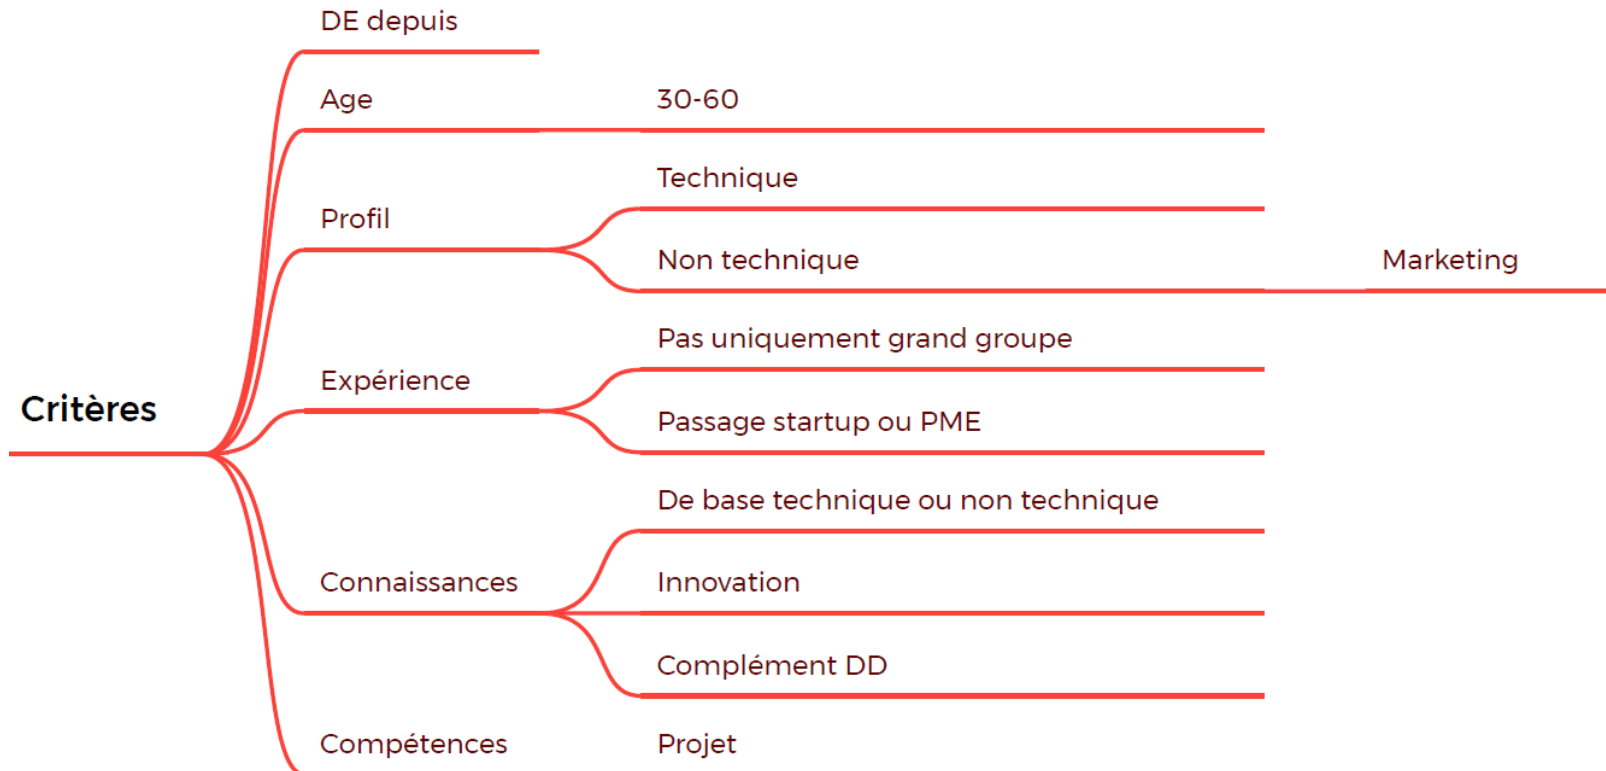 DE depuis
Age
30-60
Technique
Profil
Non technique
Marketing
Pas uniquement grand groupe
Expérience
Critères
Passage startup ou PME
De base technique ou non technique
Connaissances
Innovation
Complément DD
Compétences
Projet